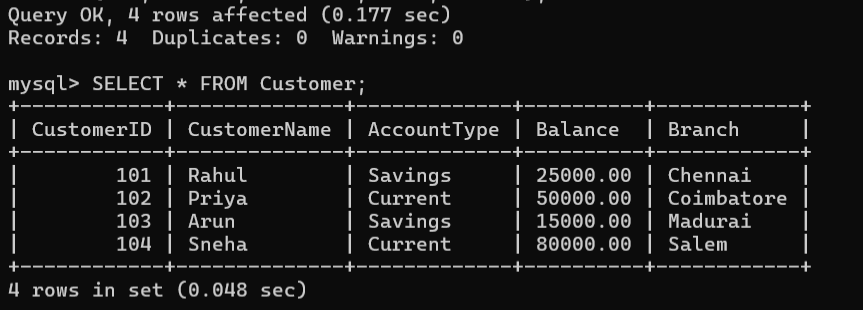 Query OK, 4 rows affected (0.177 sec)
Records: 4  Duplicates: 0  Warnings: 0

mysql> SELECT * FROM Customer;
+------------+--------------+-------------+----------+------------+
| CustomerID | CustomerName | AccountType | Balance  | Branch     |
+------------+--------------+-------------+----------+------------+
|        101 | Rahul        | Savings     | 25000.00 | Chennai    |
|        102 | Priya        | Current     | 50000.00 | Coimbatore |
|        103 | Arun         | Savings     | 15000.00 | Madurai    |
|        104 | Sneha        | Current     | 80000.00 | Salem      |
+------------+--------------+-------------+----------+------------+
4 rows in set (0.048 sec)